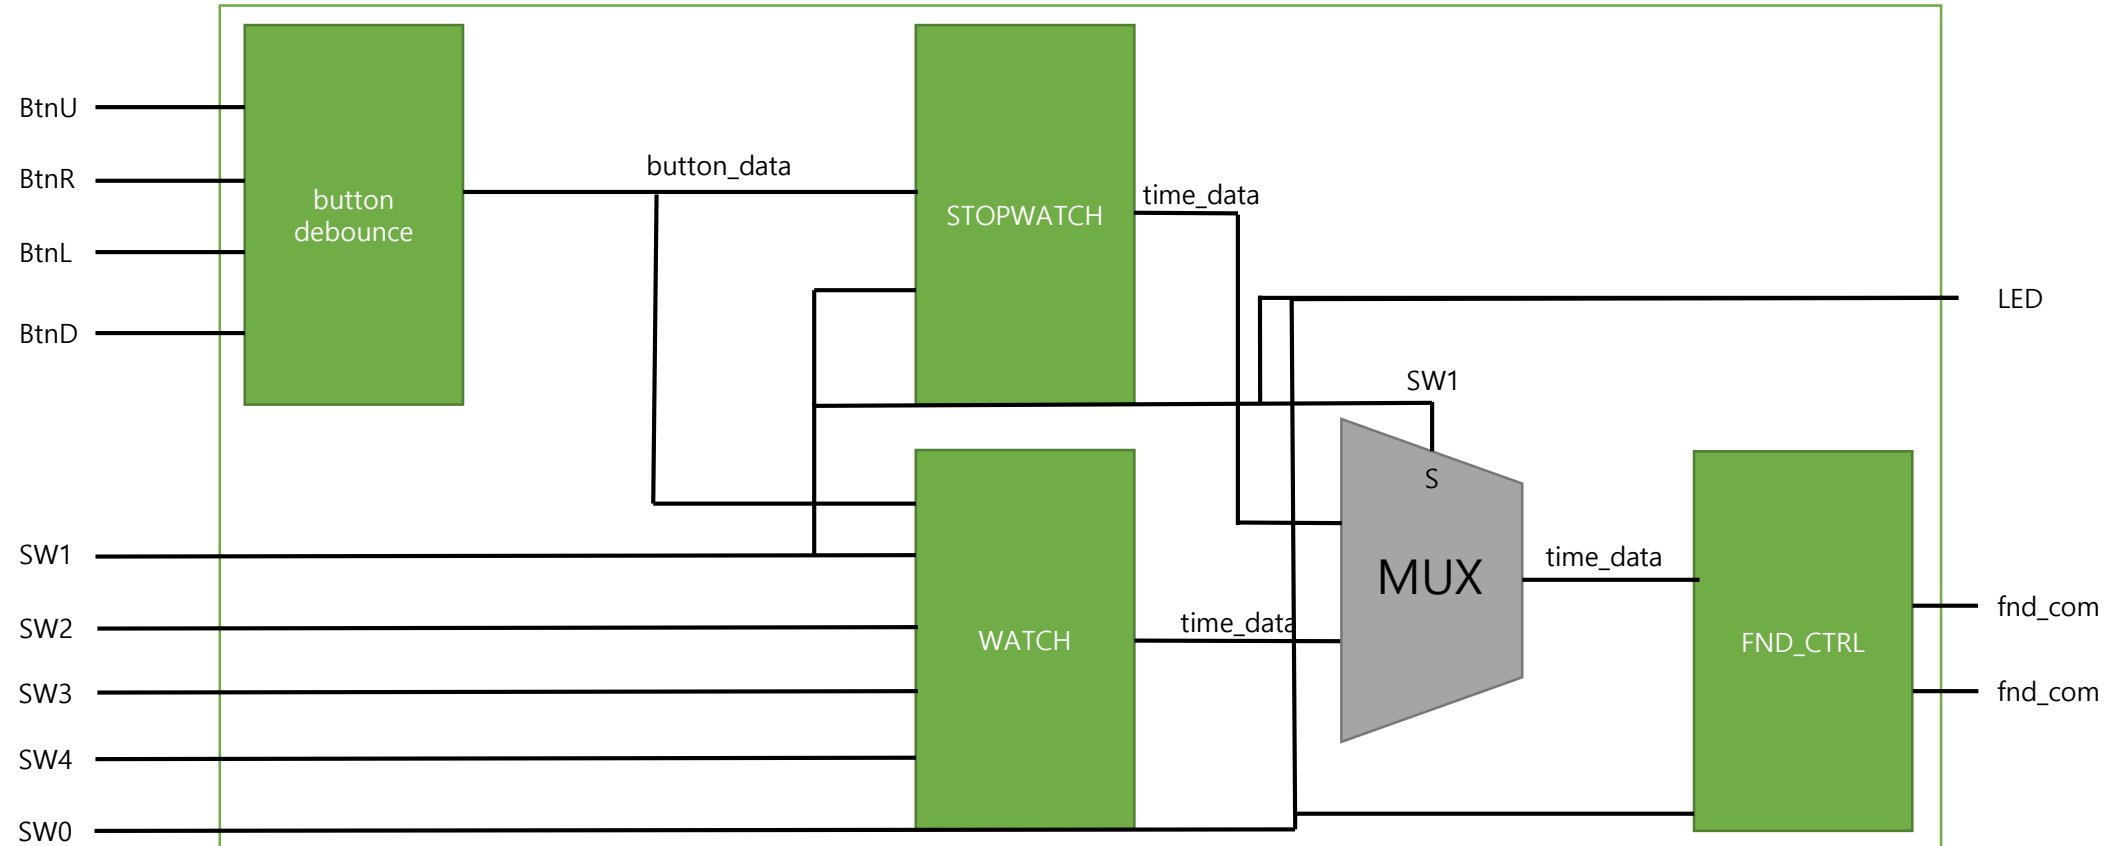 BtnU
BtnR
BtnL
BtnD
button
debounce
button_data
STOPWATCH
time_data
LED
SW1
S
MUX
time_data
SW1
SW2
SW3
SW4
SW0
WATCH
time_data
FND_CTRL
fnd_com
fnd_com